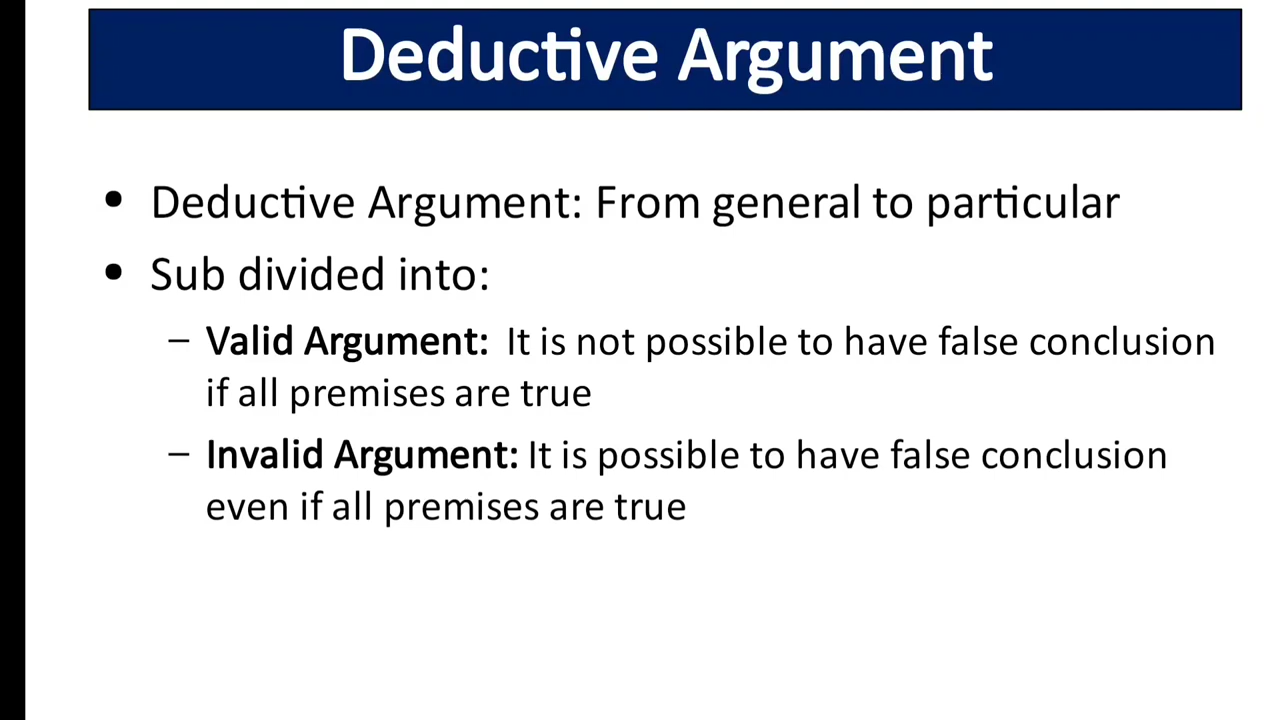 Deductive Argument
• Deductive Argument: From general to particular
• Sub divided into:
– Valid Argument: It is not possible to have false conclusion
if all premises are true
– Invalid Argument: It is possible to have false conclusion
even if all premises are true